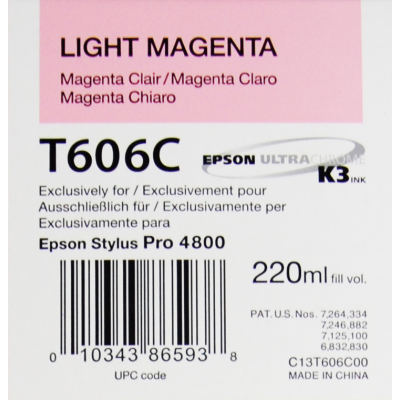 LIGHT MAGENTA
Magenta Clair/Magenta Claro
Magenta Chiaro
T606C
EPSON ULTRACHROME
K3 INK
Exclusively for / Exclusivement pour
Ausschließlich für / Exclusivamente per
Exclusivamente para
Epson Stylus Pro 4800
220ml fill vol.
PAT. U.S. Nos. 7,264,334
7,246,882
7,125,100
6,832,830
0 10343 86593 8
UPC code
C13T606C00
MADE IN CHINA